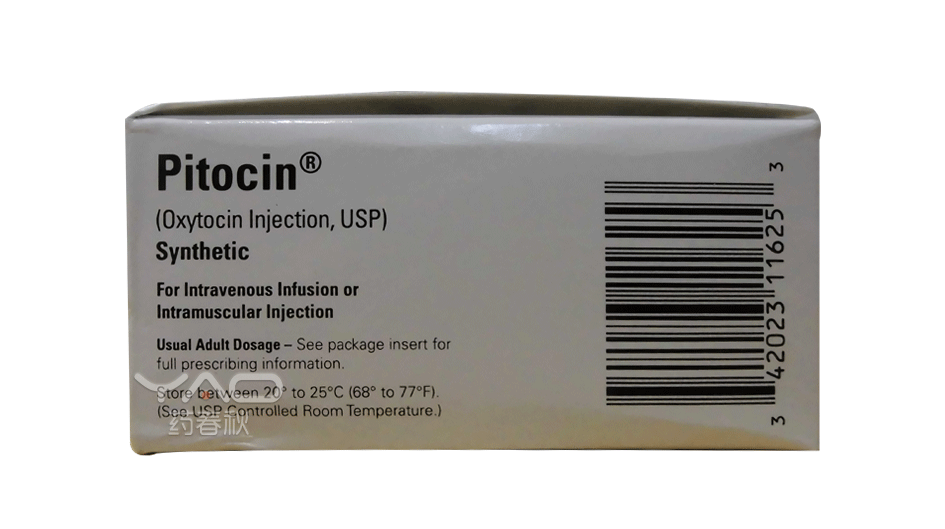 Pitocin®
(Oxytocin Injection, USP)
Synthetic
For Intravenous Infusion or
Intramuscular Injection
Usual Adult Dosage – See package insert for
full prescribing information.
Store between 20° to 25°C (68° to 77°F).
(See USP Controlled Room Temperature.)
YAO
药春秋
3 42023 11625 3